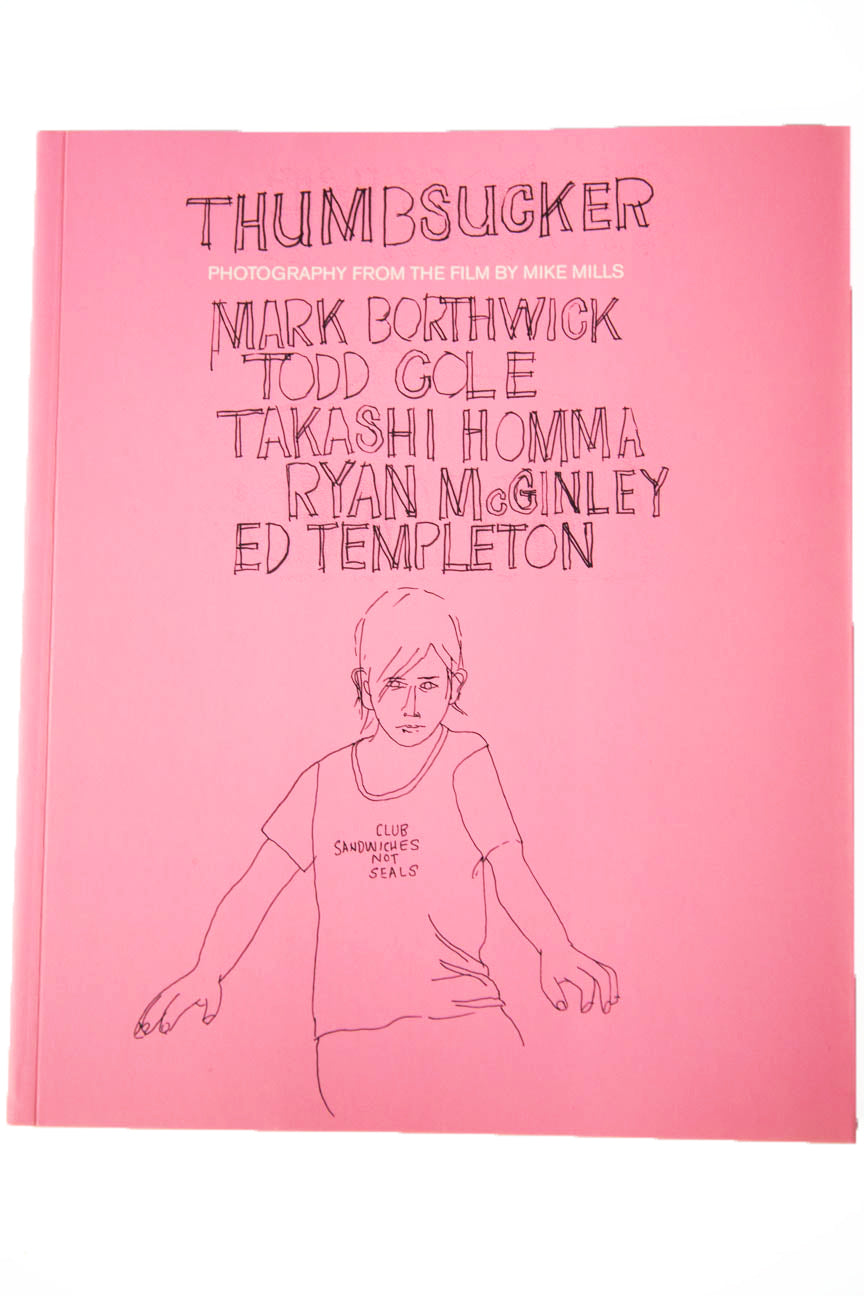 THUMBSUCKER
PHOTOGRAPHY FROM THE FILM BY MIKE MILLS
MARK BORTHWICK
TODD COLE
TAKASHI HOMMA
RYAN McGINLEY
ED TEMPLETON
CLUB
SANDWICHES
NOT
SEALS